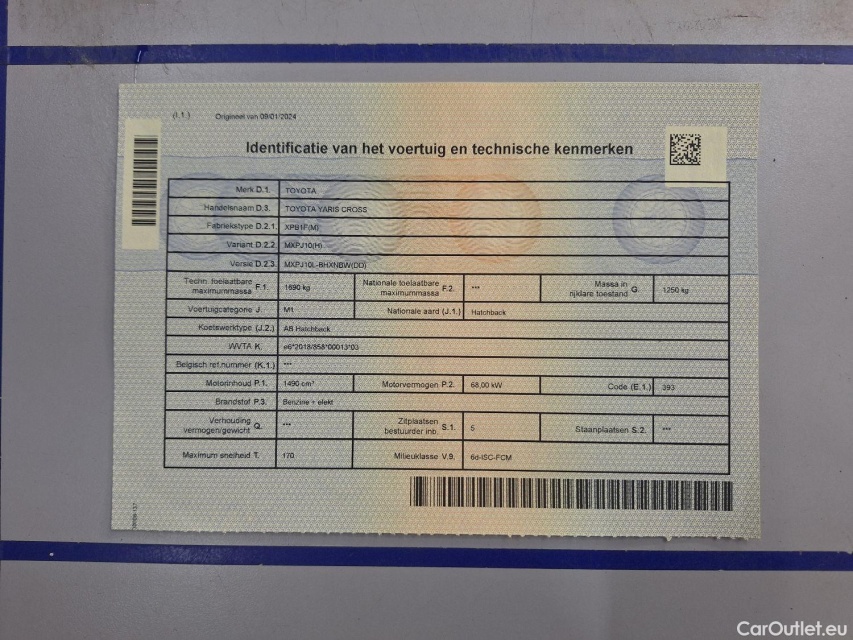 (I.1.) Origineel van 09/01/2024
Identificatie van het voertuig en technische kenmerken
Merk D.1. TOYOTA
Handelsnaam D.3. TOYOTA YARIS CROSS
Fabriekstype D.2.1. XPB1F(M)
Variant D.2.2. MXPJ10(H)
Versie D.2.3. MXPJ10L-BHXNBW(DD)
Techn. toelaatbare maximummassa F.1. 1690 kg Nationale toelaatbare maximummassa F.2. *** Massa in rijklare toestand G. 1250 kg
Voertuigcategorie J. M1 Nationale aard (J.1.) Hatchback
Koetswerktype (J.2.) AB Hatchback
WVTA K. e6*2018/858*00013*03
Belgisch ref.nummer (K.1.) ***
Motorinhoud P.1. 1490 cm³ Motorvermogen P.2. 68,00 kW Code (E.1.) 393
Brandstof P.3. Benzine + elekt
Verhouding vermogen/gewicht Q. *** Zitplaatsen bestuurder inb. S.1. 5 Staanplaatsen S.2. ***
Maximum snelheid T. 170 Milieuklasse V.9. 6d-ISC-FCM
CarOutlet.eu